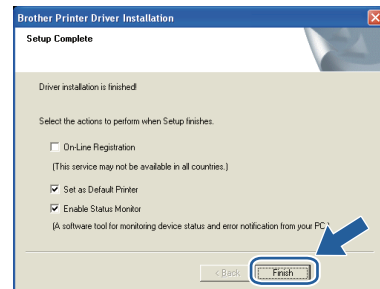 Brother Printer Driver Installation
Setup Complete
Driver installation is finished!
Select the actions to perform when Setup finishes.
On-Line Registration
(This service may not be available in all countries.)
Set as Default Printer
Enable Status Monitor
(A software tool for monitoring device status and error notification from your PC.)
< Back
Finish